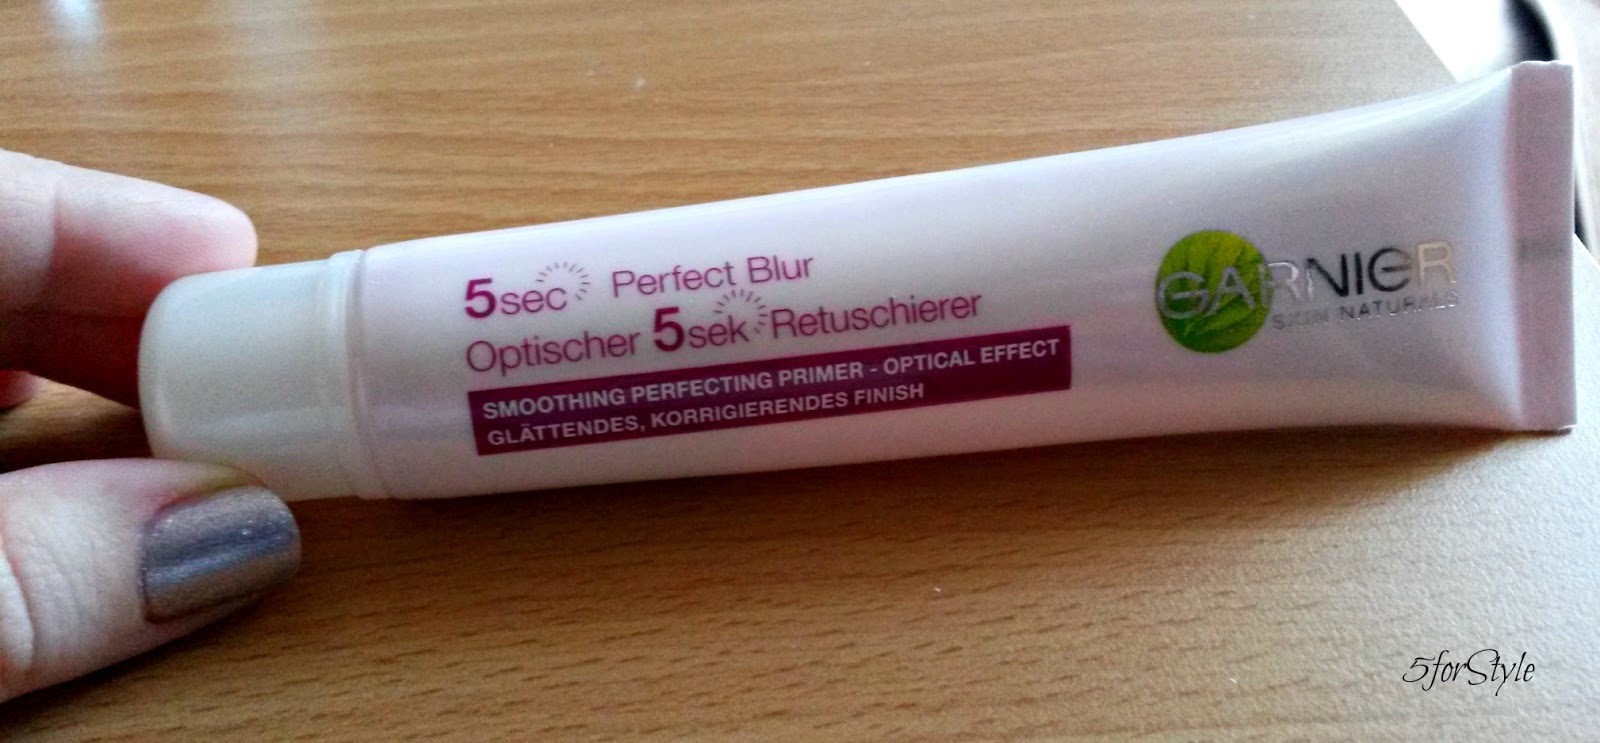 5sec Perfect Blur
Optischer 5sek Retuschierer
SMOOTHING PERFECTING PRIMER - OPTICAL EFFECT
GLÄTTENDES, KORRIGIERENDES FINISH
GARNIER
SKIN NATURALS
5forStyle